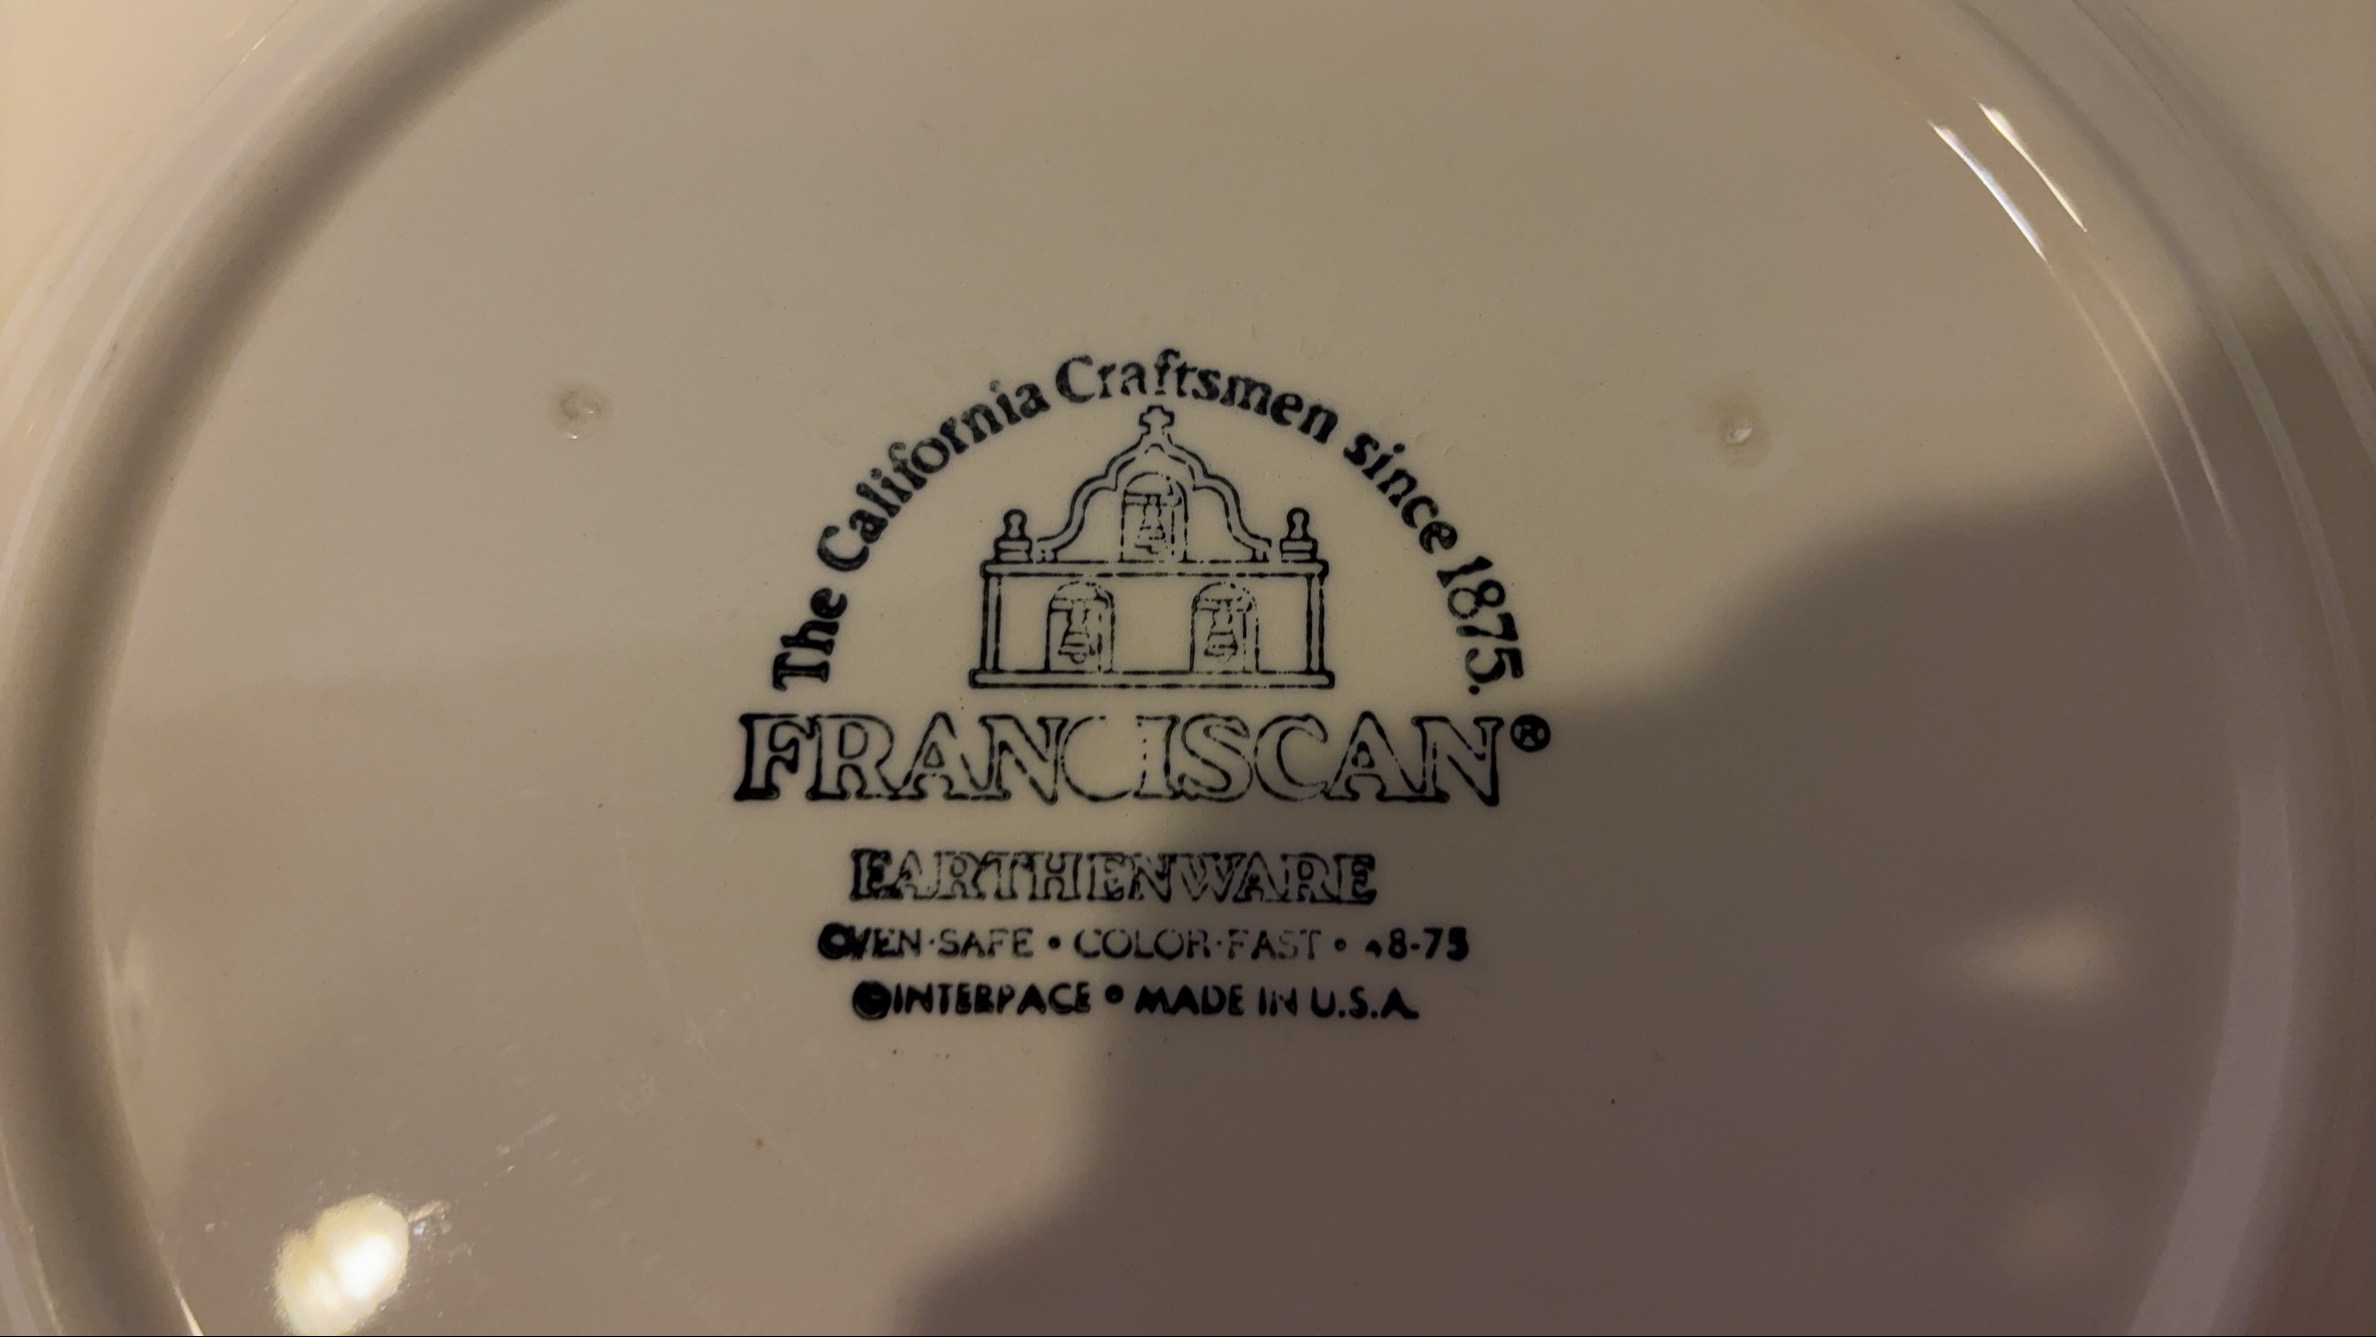 The California Craftsmen since 1875.
FRANCISCAN®
EARTHENWARE
OVEN·SAFE • COLOR·FAST • 48-75
©INTERPACE • MADE IN U.S.A.